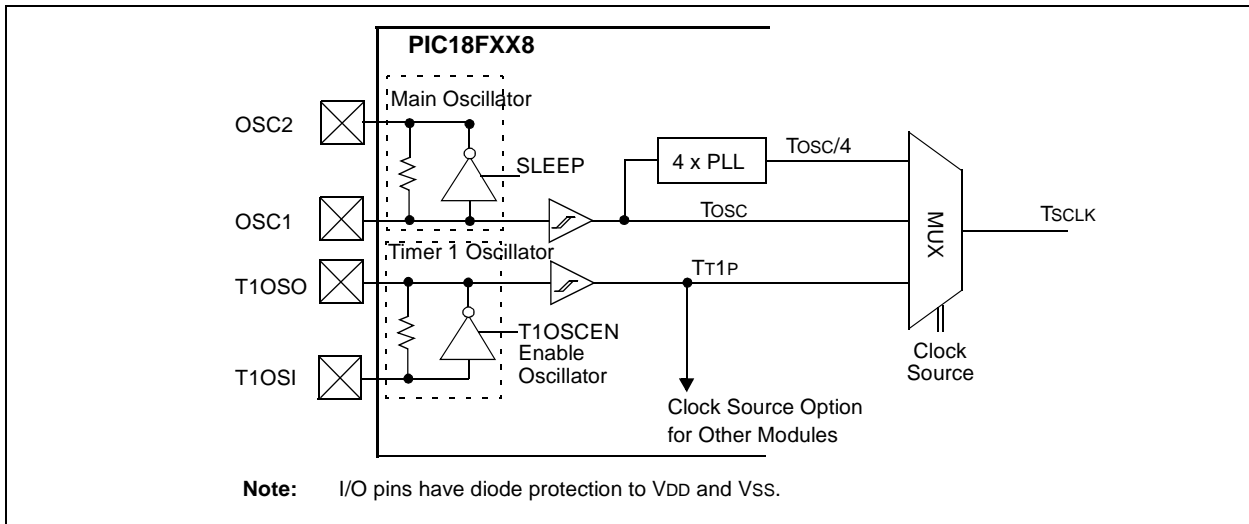 PIC18FXX8
Main Oscillator
OSC2
SLEEP
4 x PLL
TOSC/4
OSC1
TOSC
MUX
TSCLK
Timer 1 Oscillator
T1OSO
TT1P
T1OSCEN
Enable
Oscillator
T1OSI
Clock
Source
Clock Source Option
for Other Modules
Note: I/O pins have diode protection to VDD and VSS.